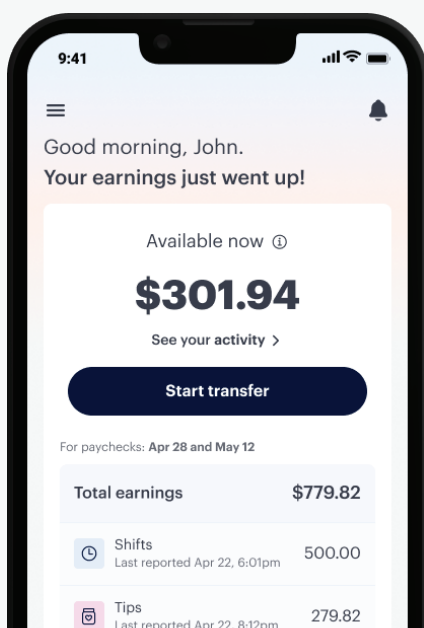 9:41
Good morning, John.
Your earnings just went up!
Available now
$301.94
See your activity
Start transfer
For paychecks: Apr 28 and May 12
Total earnings $779.82
Shifts
Last reported Apr 22, 6:01pm 500.00
Tips
Last reported Apr 22, 8:12pm 279.82